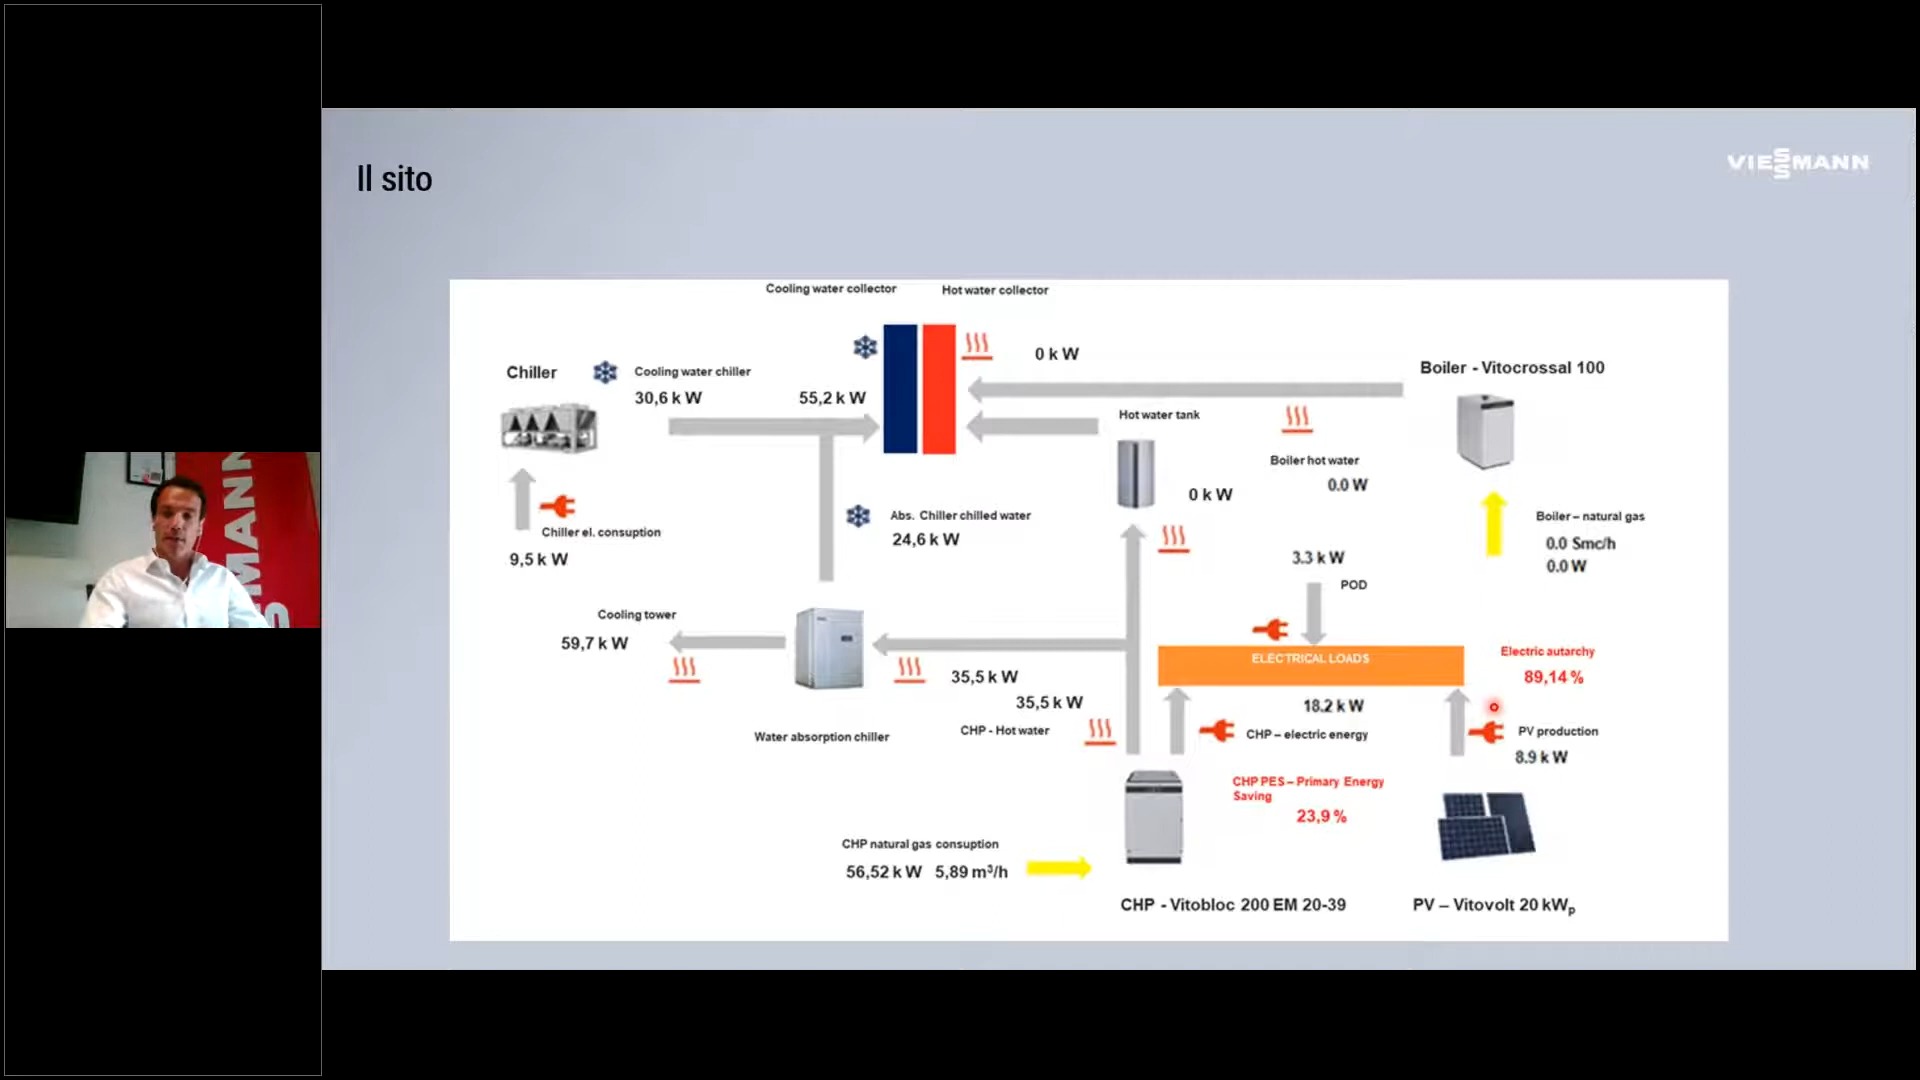 Il sito
VIESSMANN
Cooling water collector
Hot water collector
0 k W
Chiller
Cooling water chiller
30,6 k W
55,2 k W
Boiler - Vitocrossal 100
Hot water tank
Boiler hot water
0.0 W
0 k W
Abs. Chiller chilled water
24,6 k W
Chiller el. consuption
9,5 k W
Boiler – natural gas
0.0 Smc/h
0.0 W
3.3 k W
POD
Cooling tower
59,7 k W
ELECTRICAL LOADS
Electric autarchy
89,14 %
35,5 k W
35,5 k W
18.2 k W
CHP - Hot water
CHP – electric energy
PV production
8.9 k W
Water absorption chiller
CHP PES – Primary Energy
Saving
23,9 %
CHP natural gas consuption
56,52 k W 5,89 m³/h
CHP - Vitobloc 200 EM 20-39
PV – Vitovolt 20 kWp
SMANN